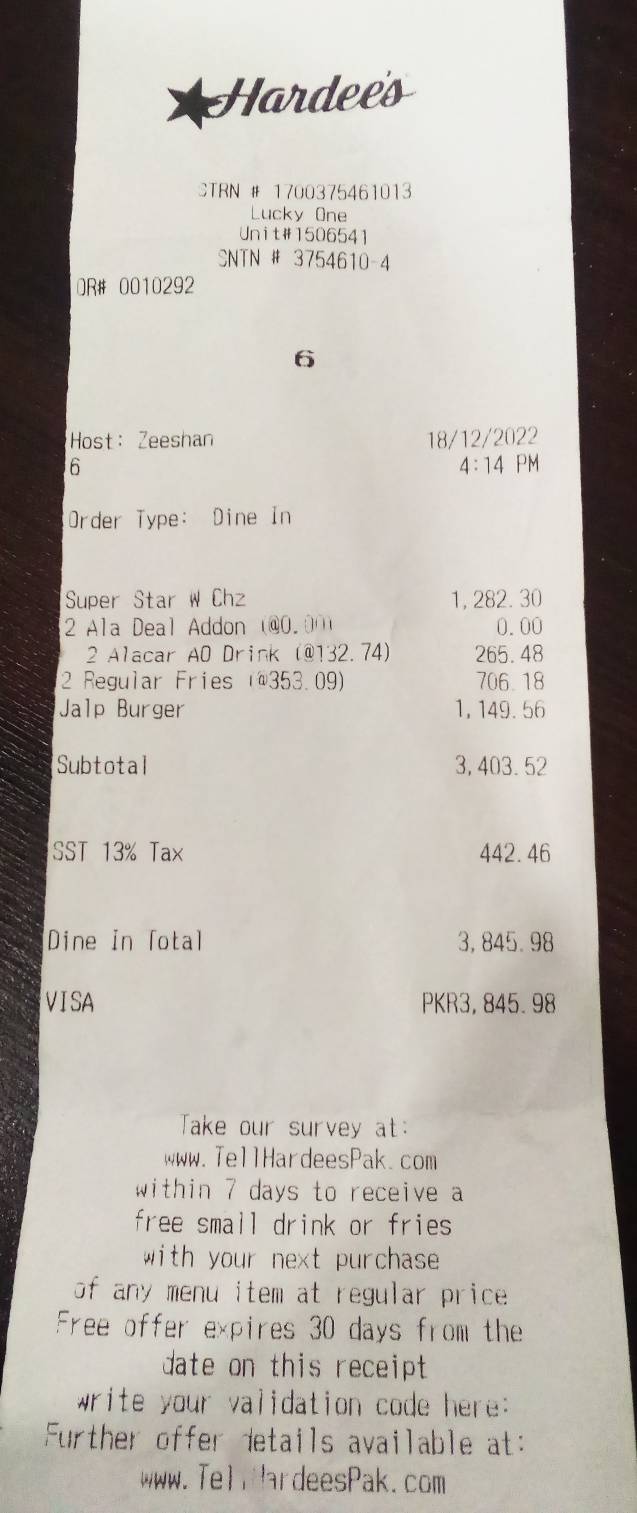 Hardee's
STRN # 1700375461013
Lucky One
Unit#1506541
SNTN # 3754610-4
OR# 0010292
6
Host: Zeeshan 18/12/2022
6 4:14 PM
Order Type: Dine In
Super Star W Chz 1,282.30
2 Ala Deal Addon (@0.00) 0.00
2 Alacar AO Drink (@132.74) 265.48
2 Regular Fries (@353.09) 706.18
Jalp Burger 1,149.56
Subtotal 3,403.52
SST 13% Tax 442.46
Dine In Total 3,845.98
VISA PKR3,845.98
Take our survey at:
www.TellHardeesPak.com
within 7 days to receive a
free small drink or fries
with your next purchase
of any menu item at regular price
Free offer expires 30 days from the
date on this receipt
write your validation code here:
Further offer details available at:
www.TellHardeesPak.com